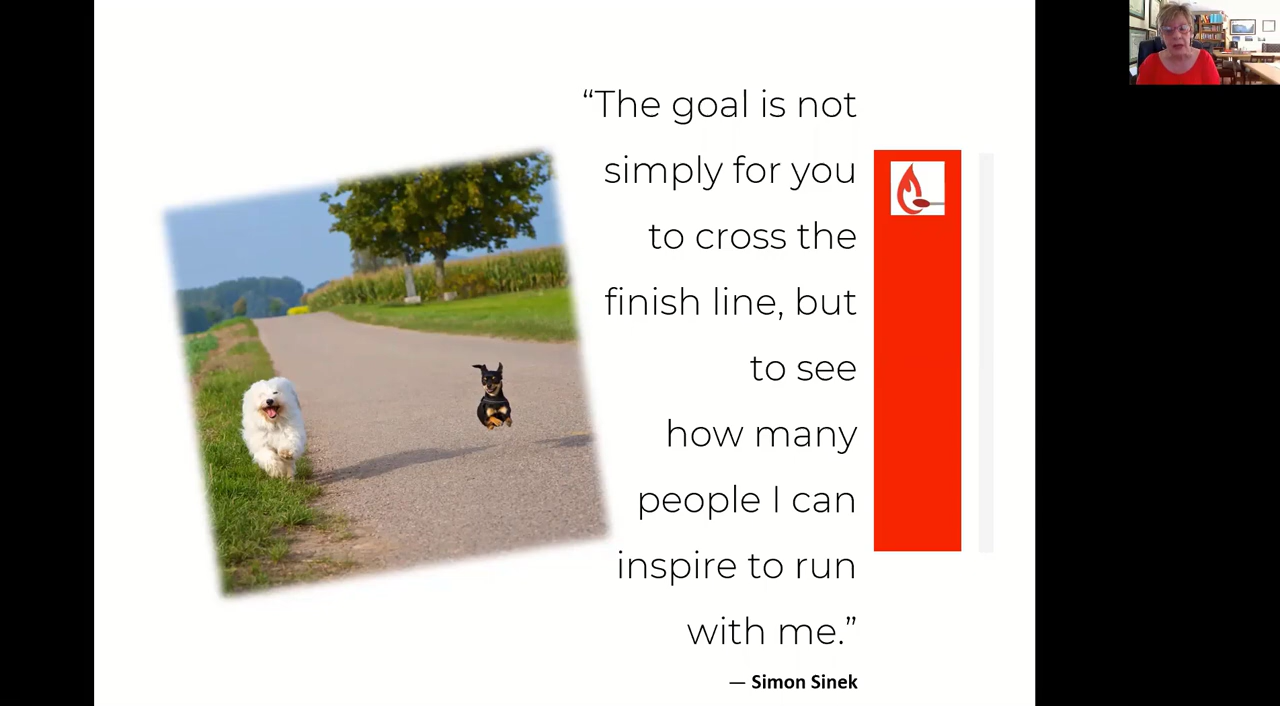 “The goal is not
simply for you
to cross the
finish line, but
to see
how many
people I can
inspire to run
with me.”
— Simon Sinek